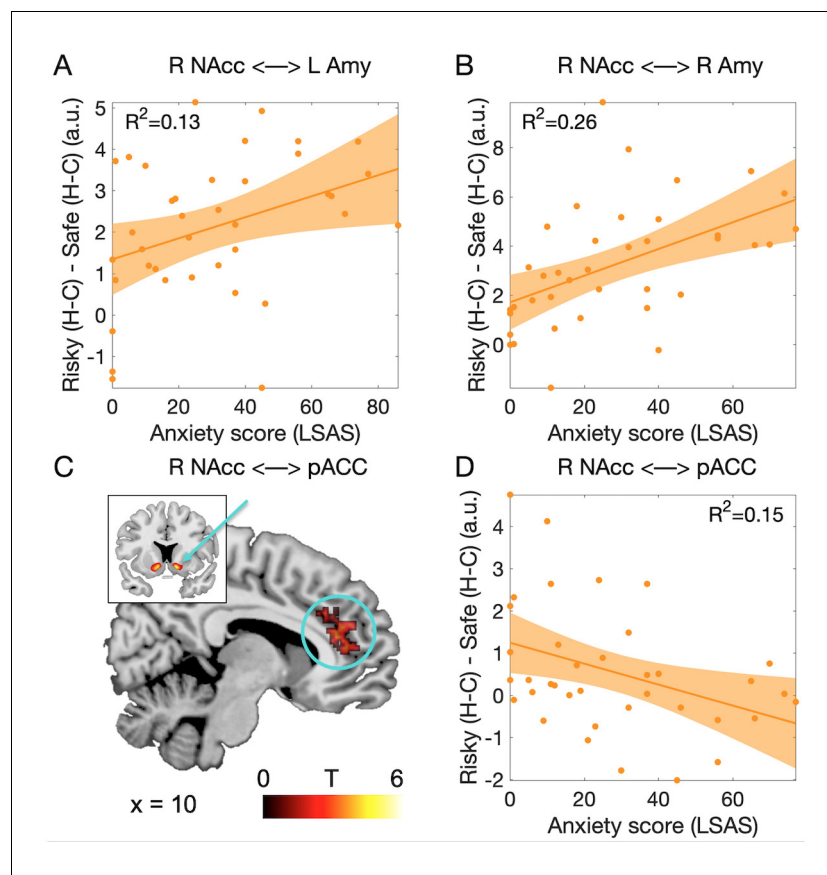 A
R NAcc <—> L Amy
R²=0.13
Risky (H-C) - Safe (H-C) (a.u.)
5
4
3
2
1
0
-1
0 20 40 60 80
Anxiety score (LSAS)
B
R NAcc <—> R Amy
R²=0.26
Risky (H-C) - Safe (H-C) (a.u.)
8
6
4
2
0
0 20 40 60
Anxiety score (LSAS)
C
R NAcc <—> pACC
x = 10
0 T 6
D
R NAcc <—> pACC
R²=0.15
Risky (H-C) - Safe (H-C) (a.u.)
4
3
2
1
0
-1
-2
0 20 40 60
Anxiety score (LSAS)